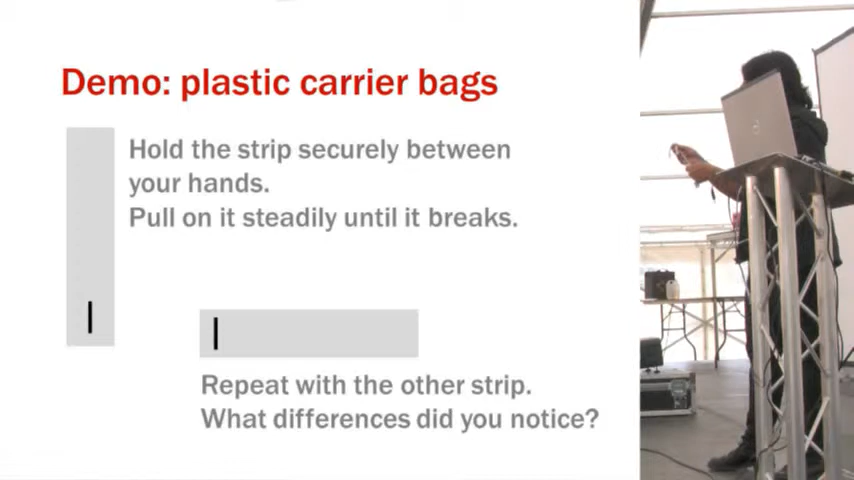 Demo: plastic carrier bags
Hold the strip securely between
your hands.
Pull on it steadily until it breaks.
Repeat with the other strip.
What differences did you notice?